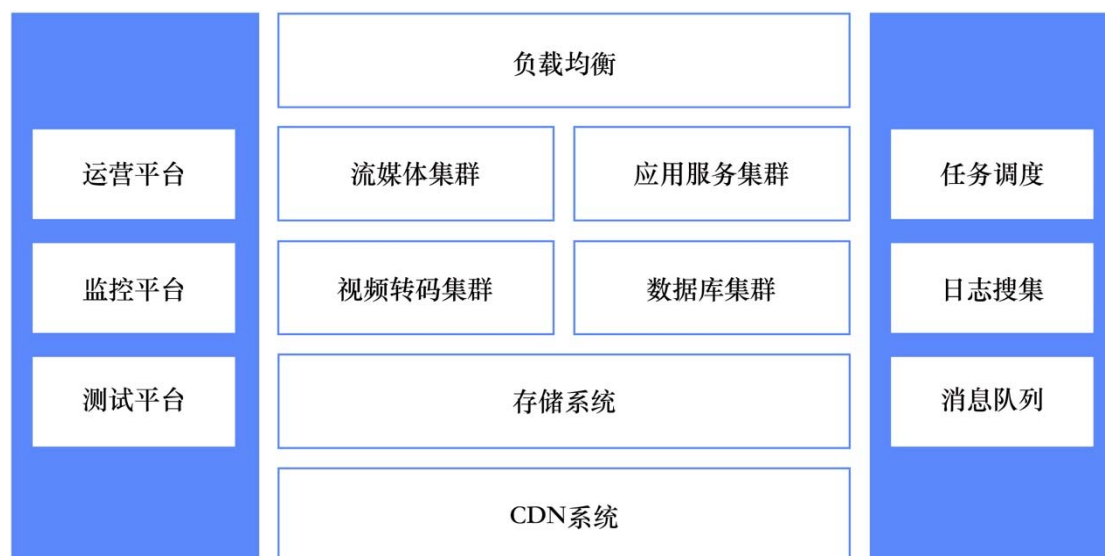 负载均衡
运营平台
流媒体集群
应用服务集群
任务调度
监控平台
视频转码集群
数据库集群
日志搜集
测试平台
存储系统
消息队列
CDN系统